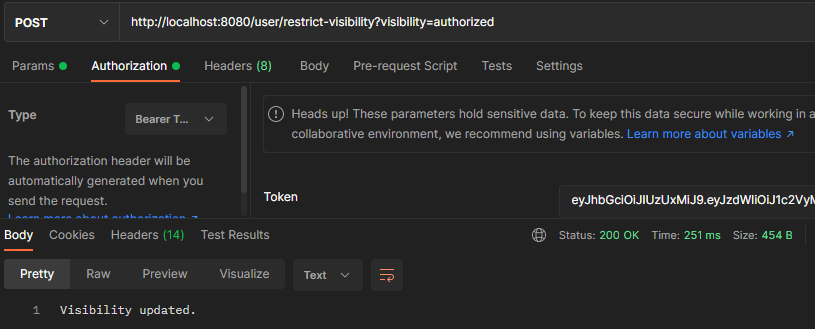 POST
http://localhost:8080/user/restrict-visibility?visibility=authorized
Params
Authorization
Headers (8)
Body
Pre-request Script
Tests
Settings
Type
Bearer T...
The authorization header will be
automatically generated when you
send the request.
Learn more about authorization ↗
Heads up! These parameters hold sensitive data. To keep this data secure while working in a
collaborative environment, we recommend using variables. Learn more about variables ↗
Token
Body
Cookies
Headers (14)
Test Results
Status: 200 OK
Time: 251 ms
Size: 454 B
Pretty
Raw
Preview
Visualize
Text
1
Visibility updated.